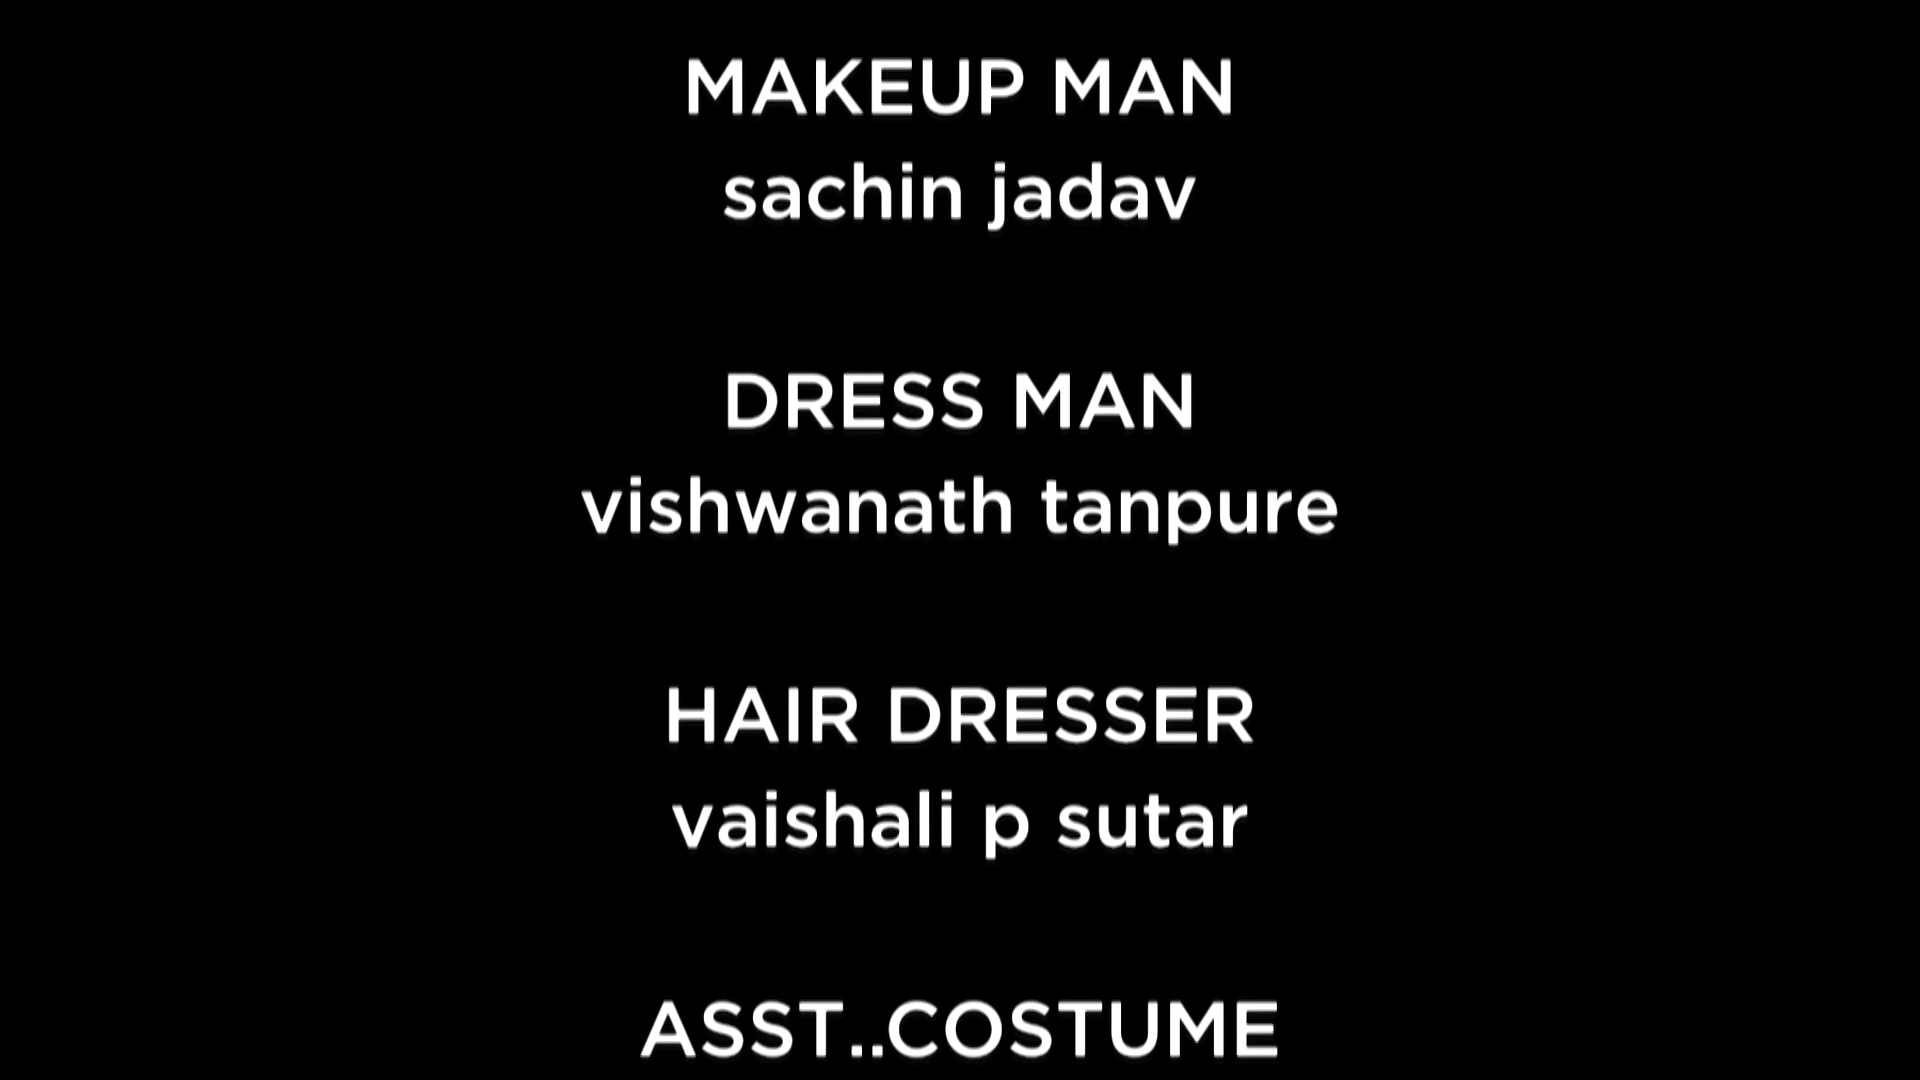 MAKEUP MAN
sachin jadav
DRESS MAN
vishwanath tanpure
HAIR DRESSER
vaishali p sutar
ASST..COSTUME